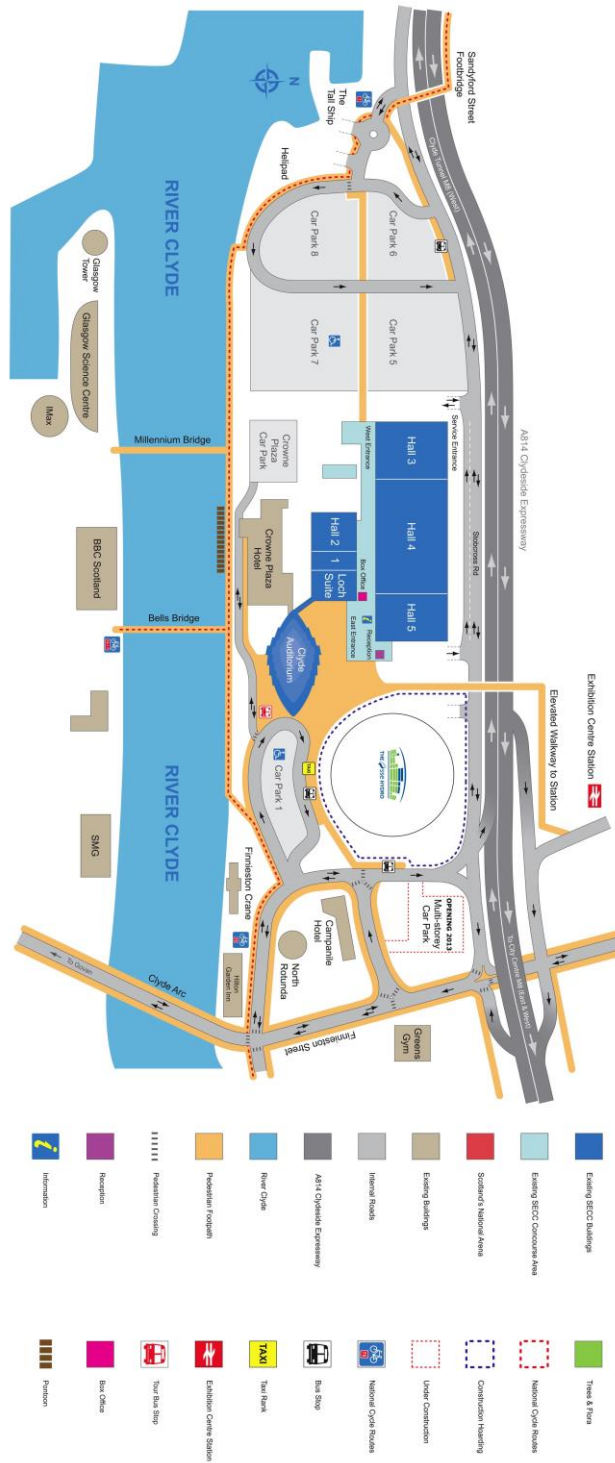 Sandyford Street
Footbridge
Clyde Tunnel M8 (West)
A814 Clydeside Expressway
Exhibition Centre Station
Elevated Walkway to Station
To City Centre M8 (East & West)
The
Tall Ship
N
Helipad
Car Park 6
Car Park 8
Car Park 5
Car Park 7
Service Entrance
Stobcross Rd
Hall 3
Hall 4
Hall 5
West Entrance
Box Office
Reception
East Entrance
Hall 2
1
Loch
Suite
Crowne
Plaza
Car Park
Crowne Plaza
Hotel
Clyde
Auditorium
THE SSE HYDRO
TAXI
Car Park 1
OPENING 2013
Multi-storey
Car Park
Campanile
Hotel
North
Rotunda
Greens
Gym
Finnieston Street
Finnieston Crane
Hilton
Garden Inn
Clyde Arc
To Govan
RIVER CLYDE
RIVER CLYDE
Millennium Bridge
Bells Bridge
Glasgow
Tower
Glasgow Science Centre
IMax
BBC Scotland
SMG
Existing SECC Buildings
Existing SECC Concourse Area
Scotland's National Arena
Existing Buildings
Internal Roads
A814 Clydeside Expressway
River Clyde
Pedestrian Footpath
Pedestrian Crossing
Reception
i
Information
Trees & Flora
National Cycle Routes
Construction Hoarding
Under Construction
National Cycle Routes
Bus Stop
TAXI
Taxi Rank
Exhibition Centre Station
Tour Bus Stop
Box Office
Pontoon